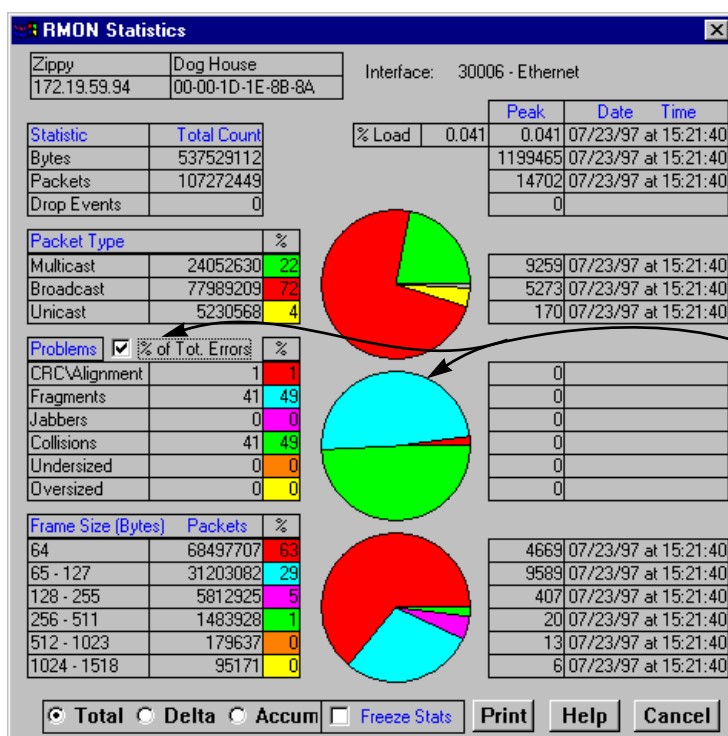 RMON Statistics
Zippy Dog House
172.19.59.94 00-00-1D-1E-8B-8A
Interface: 30006 - Ethernet
Peak Date Time
Statistic Total Count % Load 0.041 0.041 07/23/97 at 15:21:40
Bytes 537529112 1199465 07/23/97 at 15:21:40
Packets 107272449 14702 07/23/97 at 15:21:40
Drop Events 0 0
Packet Type %
Multicast 24052630 22 9259 07/23/97 at 15:21:40
Broadcast 77989209 72 5273 07/23/97 at 15:21:40
Unicast 5230568 4 170 07/23/97 at 15:21:40
Problems % of Tot. Errors %
CRC\Alignment 1 1 0
Fragments 41 49 0
Jabbers 0 0 0
Collisions 41 49 0
Undersized 0 0 0
Oversized 0 0 0
Frame Size (Bytes) Packets %
64 68497707 63 4669 07/23/97 at 15:21:40
65 - 127 31203082 29 9589 07/23/97 at 15:21:40
128 - 255 5812925 5 407 07/23/97 at 15:21:40
256 - 511 1483928 1 20 07/23/97 at 15:21:40
512 - 1023 179637 0 13 07/23/97 at 15:21:40
1024 - 1518 95171 0 6 07/23/97 at 15:21:40
Total Delta Accum Freeze Stats Print Help Cancel